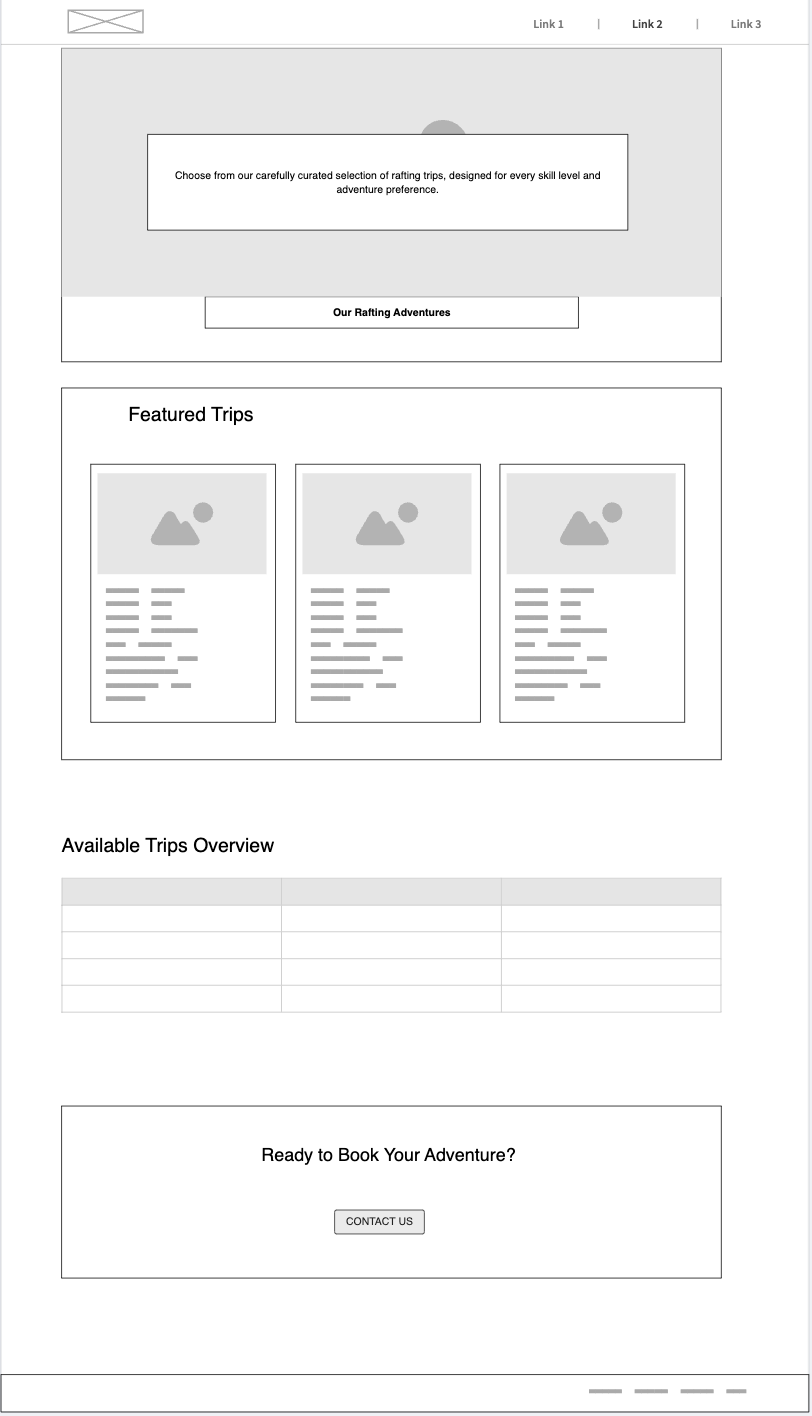 Link 1 | Link 2 | Link 3
Choose from our carefully curated selection of rafting trips, designed for every skill level and
adventure preference.
Our Rafting Adventures
Featured Trips
Available Trips Overview
Ready to Book Your Adventure?
CONTACT US